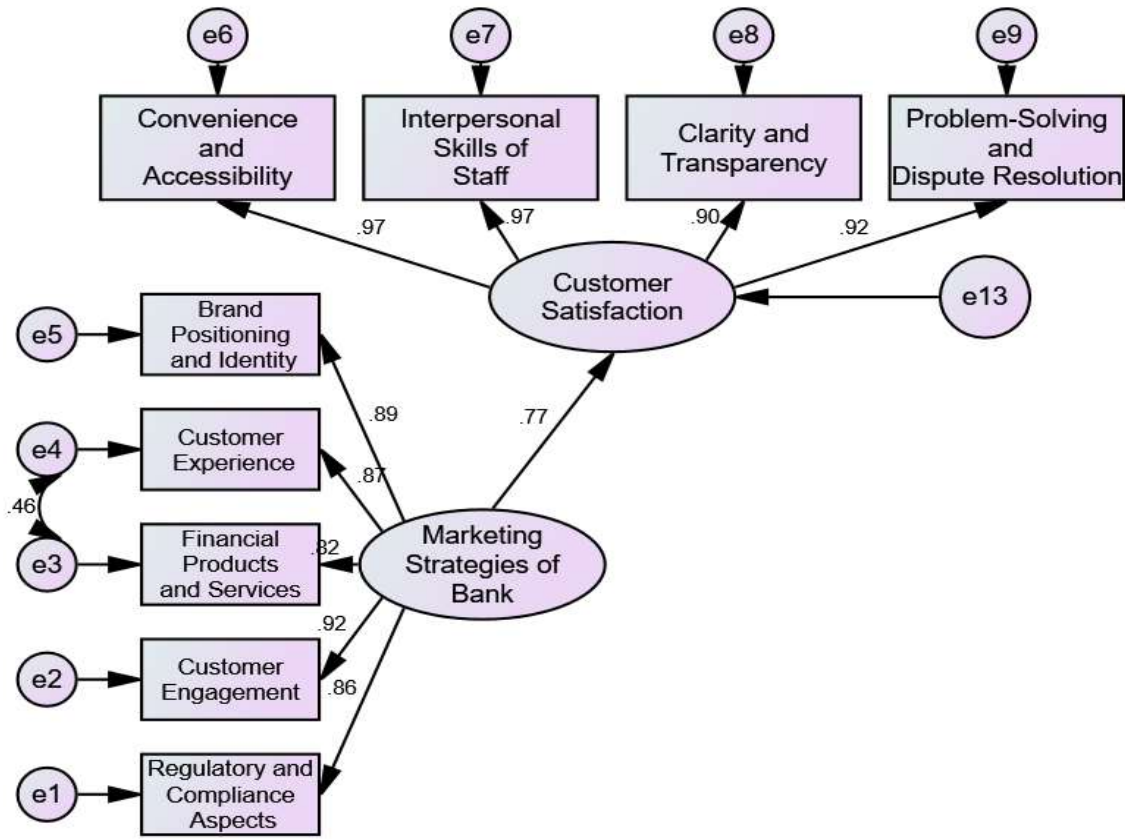 e6
e7
e8
e9
Convenience
and
Accessibility
Interpersonal
Skills of
Staff
Clarity and
Transparency
Problem-Solving
and
Dispute Resolution
.97
.97
.90
.92
Customer
Satisfaction
e13
e5
Brand
Positioning
and Identity
.89
.77
e4
Customer
Experience
.87
.46
e3
Financial
Products
and Services
.82
Marketing
Strategies of
Bank
e2
Customer
Engagement
.92
.86
e1
Regulatory and
Compliance
Aspects